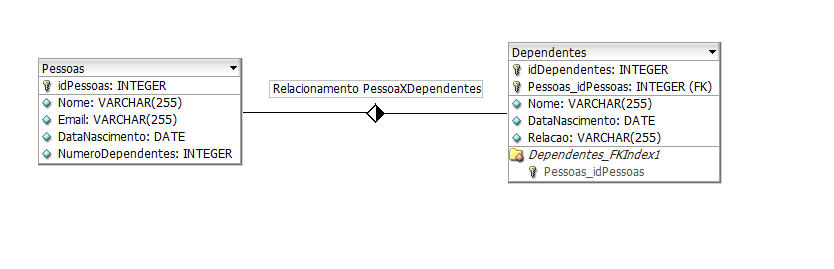 Pessoas
idPessoas: INTEGER
Nome: VARCHAR(255)
Email: VARCHAR(255)
DataNascimento: DATE
NumeroDependentes: INTEGER
Relacionamento PessoaXDependentes
Dependentes
idDependentes: INTEGER
Pessoas_idPessoas: INTEGER (FK)
Nome: VARCHAR(255)
DataNascimento: DATE
Relacao: VARCHAR(255)
Dependentes_FKIndex1
Pessoas_idPessoas